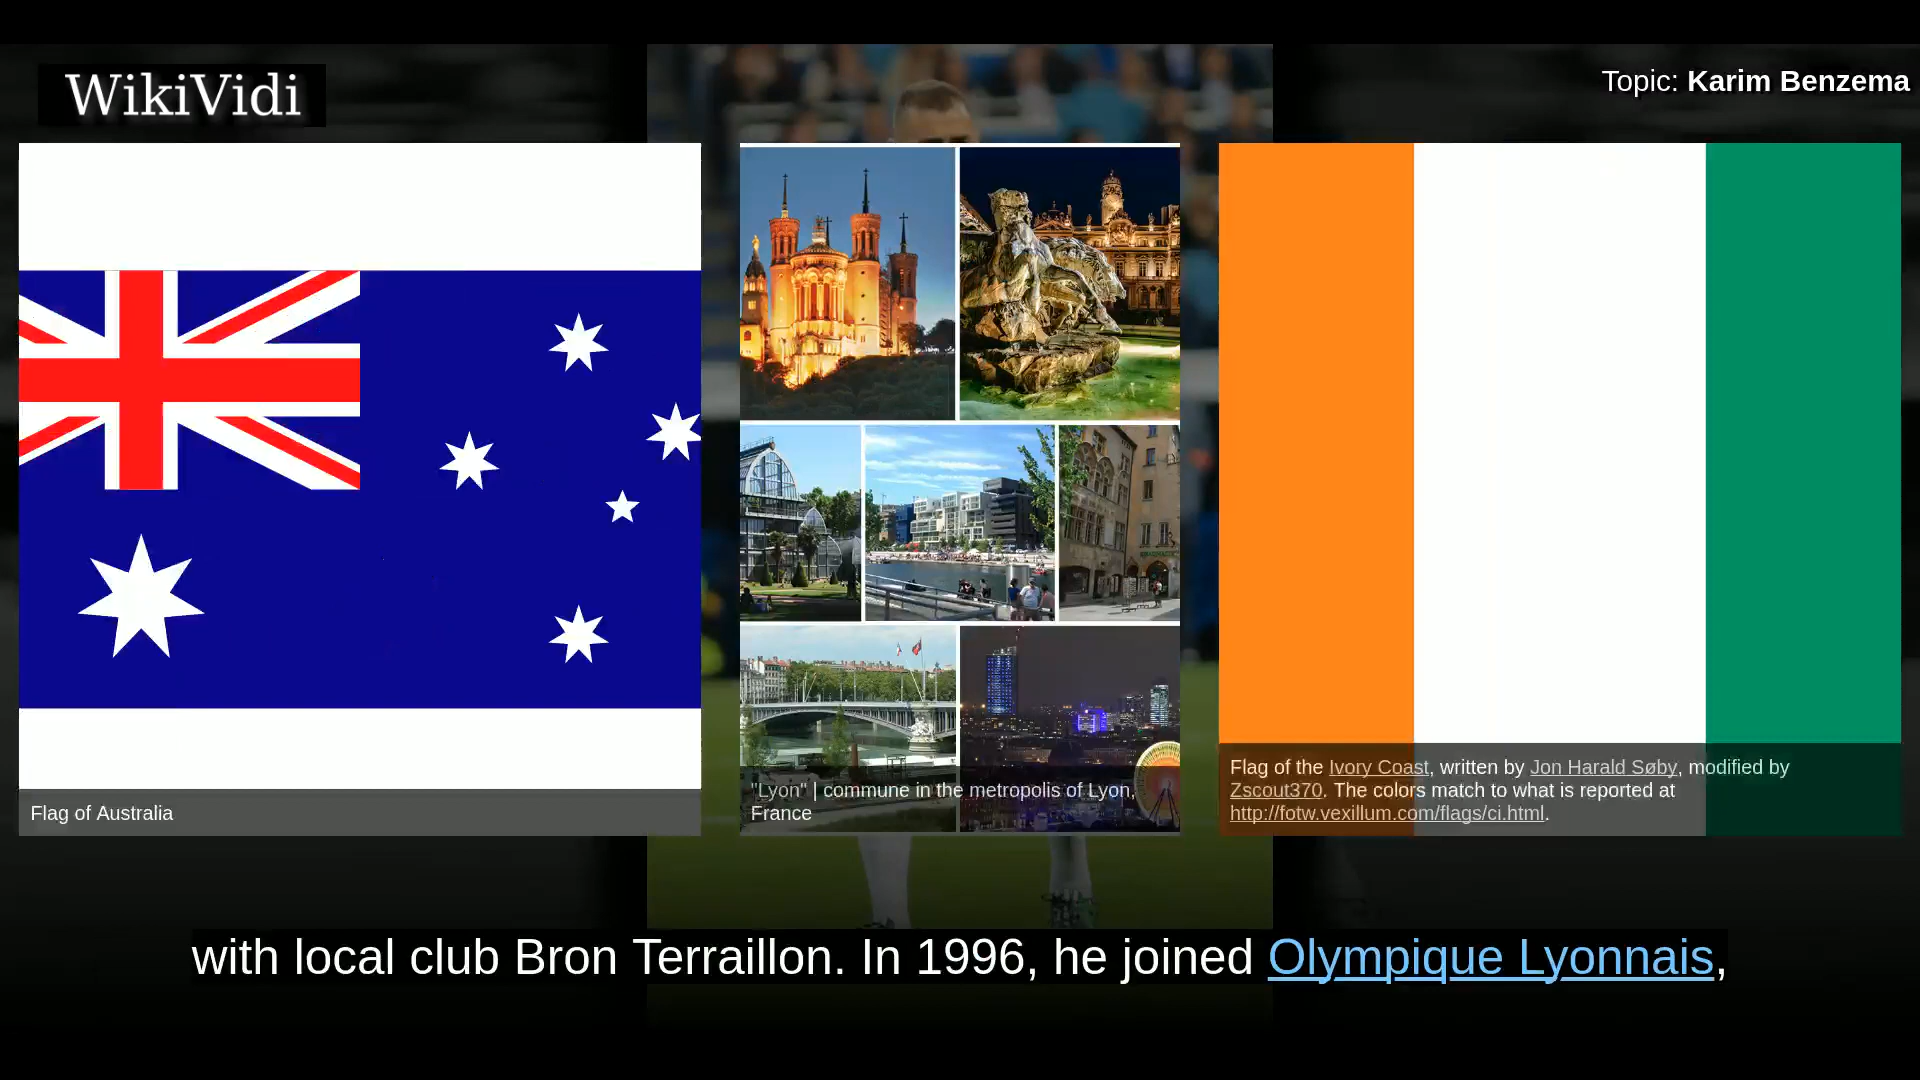 WikiVidi
Topic: Karim Benzema
Flag of Australia
"Lyon" | commune in the metropolis of Lyon,
France
Flag of the Ivory Coast, written by Jon Harald Søby, modified by
Zscout370. The colors match to what is reported at
http://fotw.vexillum.com/flags/ci.html.
with local club Bron Terraillon. In 1996, he joined Olympique Lyonnais,